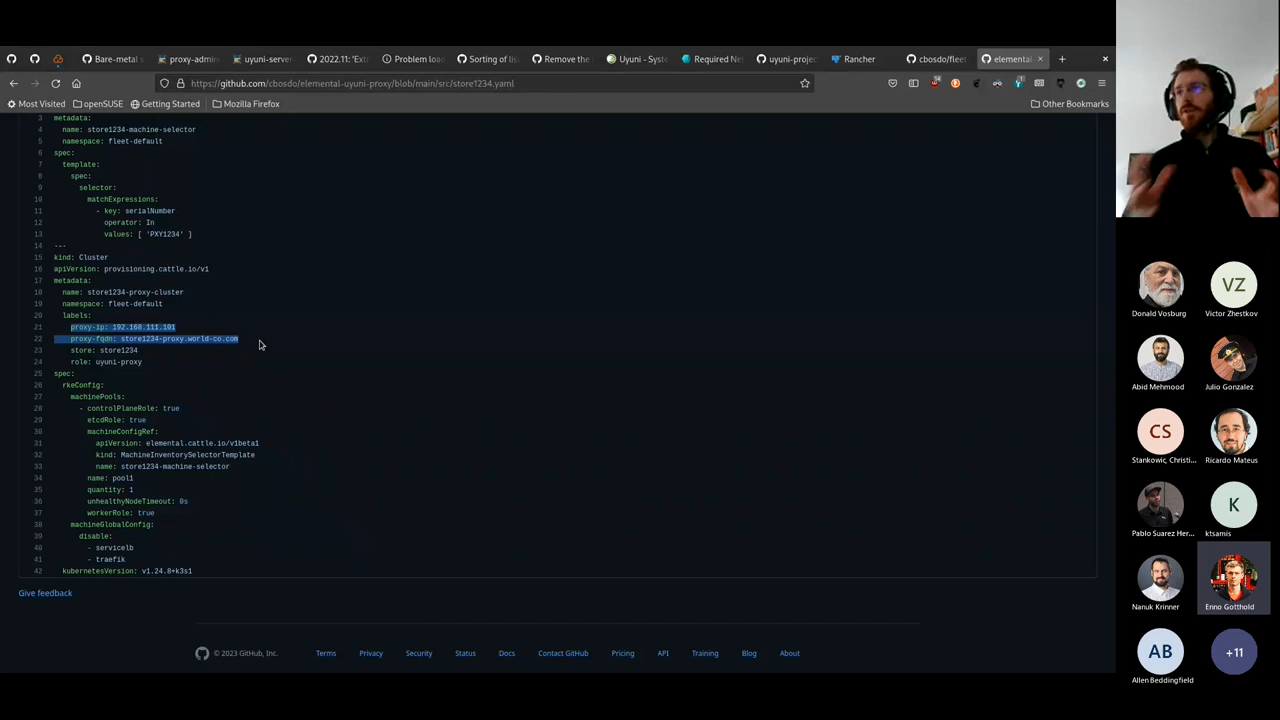 Bare-metal s
proxy-admin
uyuni-server
2022.11: 'Ext
Problem load
Sorting of lis
Remove the
Uyuni - Syst
Required Ne
uyuni-projec
Rancher
cbosdo/fleet
elemental-
https://github.com/cbosdo/elemental-uyuni-proxy/blob/main/src/store1234.yaml
Most Visited
openSUSE
Getting Started
Mozilla Firefox
Other Bookmarks
3 metadata:
4 name: store1234-machine-selector
5 namespace: fleet-default
6 spec:
7 template:
8 spec:
9 selector:
10 matchExpressions:
11 - key: serialNumber
12 operator: In
13 values: [ 'PXY1234' ]
14 ---
15 kind: Cluster
16 apiVersion: provisioning.cattle.io/v1
17 metadata:
18 name: store1234-proxy-cluster
19 namespace: fleet-default
20 labels:
21 proxy-ip: 192.168.111.101
22 proxy-fqdn: store1234-proxy.world-co.com
23 store: store1234
24 role: uyuni-proxy
25 spec:
26 rkeConfig:
27 machinePools:
28 - controlPlaneRole: true
29 etcdRole: true
30 machineConfigRef:
31 apiVersion: elemental.cattle.io/v1beta1
32 kind: MachineInventorySelectorTemplate
33 name: store1234-machine-selector
34 name: pool1
35 quantity: 1
36 unhealthyNodeTimeout: 0s
37 workerRole: true
38 machineGlobalConfig:
39 disable:
40 - servicelb
41 - traefik
42 kubernetesVersion: v1.24.8+k3s1
Give feedback
© 2023 GitHub, Inc.
Terms
Privacy
Security
Status
Docs
Contact GitHub
Pricing
API
Training
Blog
About
Donald Vosburg
VZ
Victor Zhestkov
Abid Mehmood
Julio Gonzalez
CS
Stankowic, Christi...
Ricardo Mateus
Pablo Suarez Her...
K
ktsamis
Nanuk Krinner
Enno Gotthold
AB
Allen Beddingfield
+11